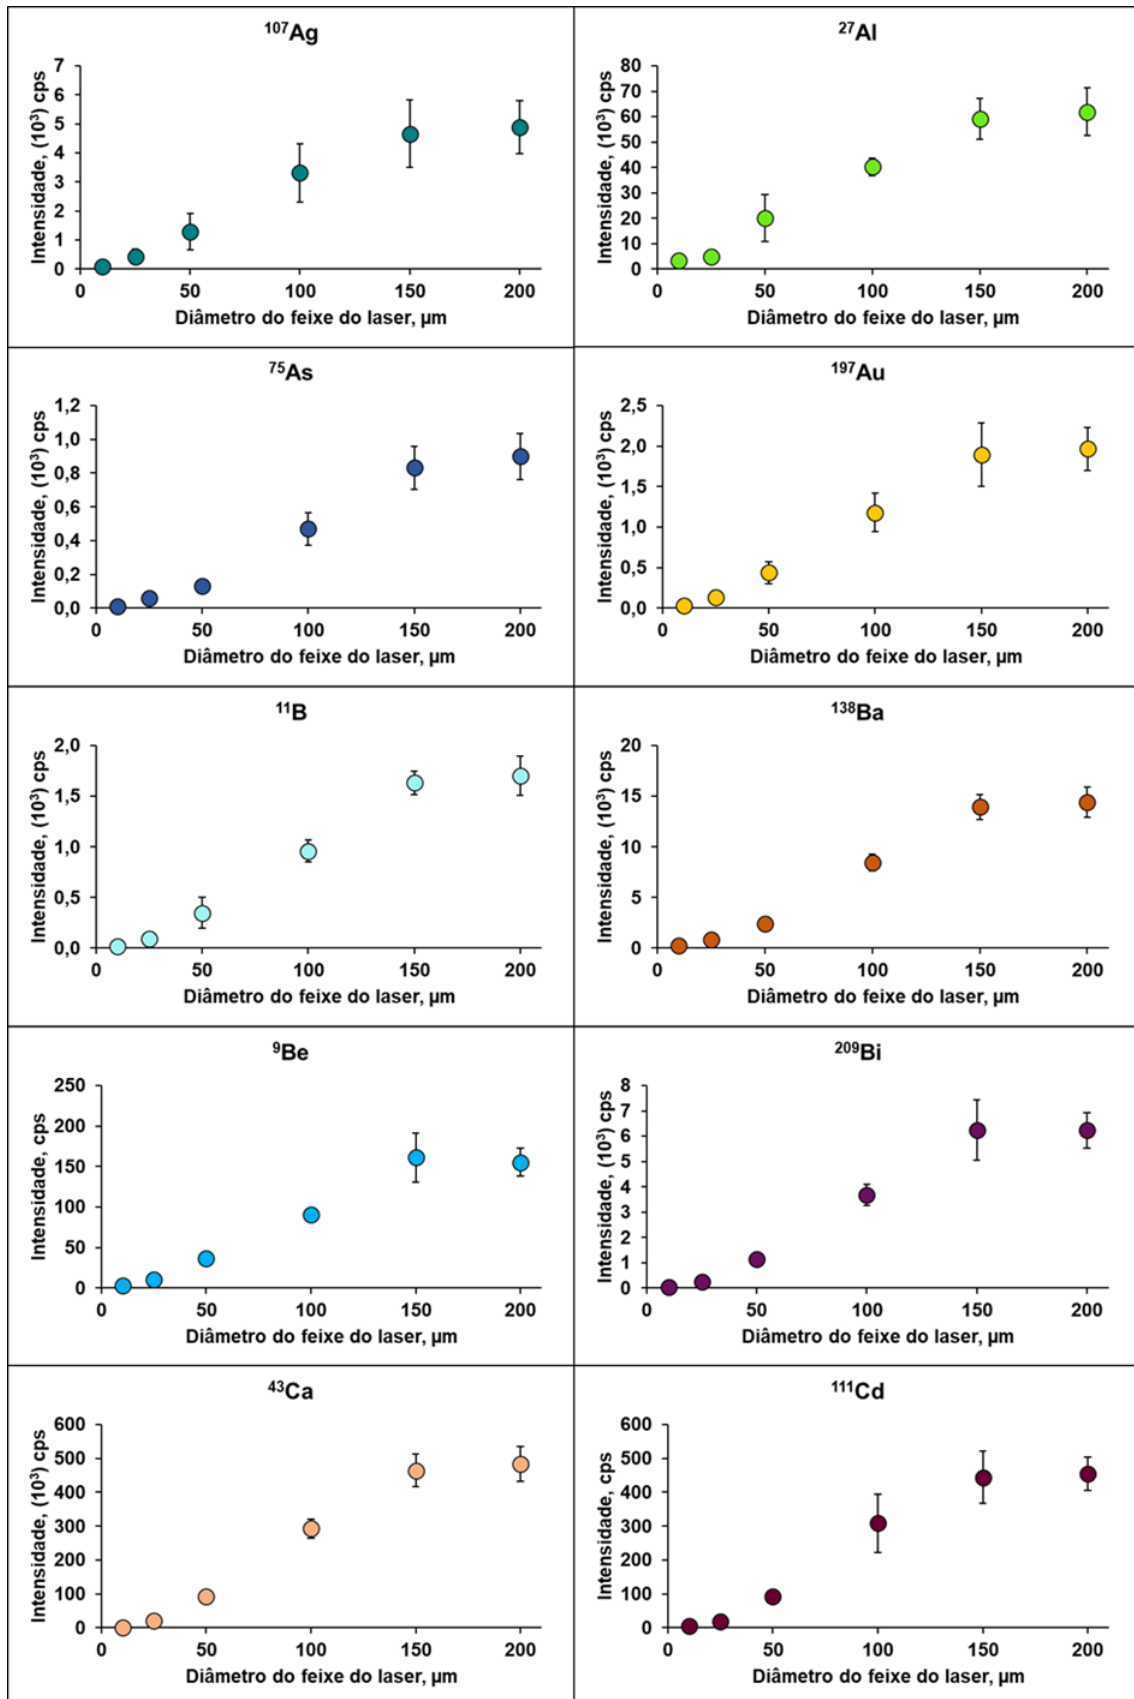 ¹⁰⁷Ag
Intensidade, (10³) cps
7
6
5
4
3
2
1
0
0 50 100 150 200
Diâmetro do feixe do laser, µm
²⁷Al
Intensidade, (10³) cps
80
70
60
50
40
30
20
10
0
0 50 100 150 200
Diâmetro do feixe do laser, µm
⁷⁵As
Intensidade, (10³) cps
1,2
1,0
0,8
0,6
0,4
0,2
0,0
0 50 100 150 200
Diâmetro do feixe do laser, µm
¹⁹⁷Au
Intensidade, (10³) cps
2,5
2,0
1,5
1,0
0,5
0,0
0 50 100 150 200
Diâmetro do feixe do laser, µm
¹¹B
Intensidade, (10³) cps
2,0
1,5
1,0
0,5
0,0
0 50 100 150 200
Diâmetro do feixe do laser, µm
¹³⁸Ba
Intensidade, (10³) cps
20
15
10
5
0
0 50 100 150 200
Diâmetro do feixe do laser, µm
⁹Be
Intensidade, cps
250
200
150
100
50
0
0 50 100 150 200
Diâmetro do feixe do laser, µm
²⁰⁹Bi
Intensidade, (10³) cps
8
7
6
5
4
3
2
1
0
0 50 100 150 200
Diâmetro do feixe do laser, µm
⁴³Ca
Intensidade, (10³) cps
600
500
400
300
200
100
0
0 50 100 150 200
Diâmetro do feixe do laser, µm
¹¹¹Cd
Intensidade, cps
600
500
400
300
200
100
0
0 50 100 150 200
Diâmetro do feixe do laser, µm